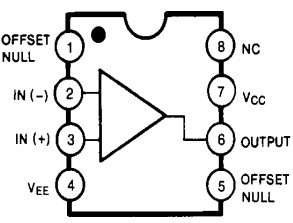 OFFSET
NULL
1
8
NC
IN (-)
2
7
VCC
IN (+)
3
6
OUTPUT
VEE
4
5
OFFSET
NULL